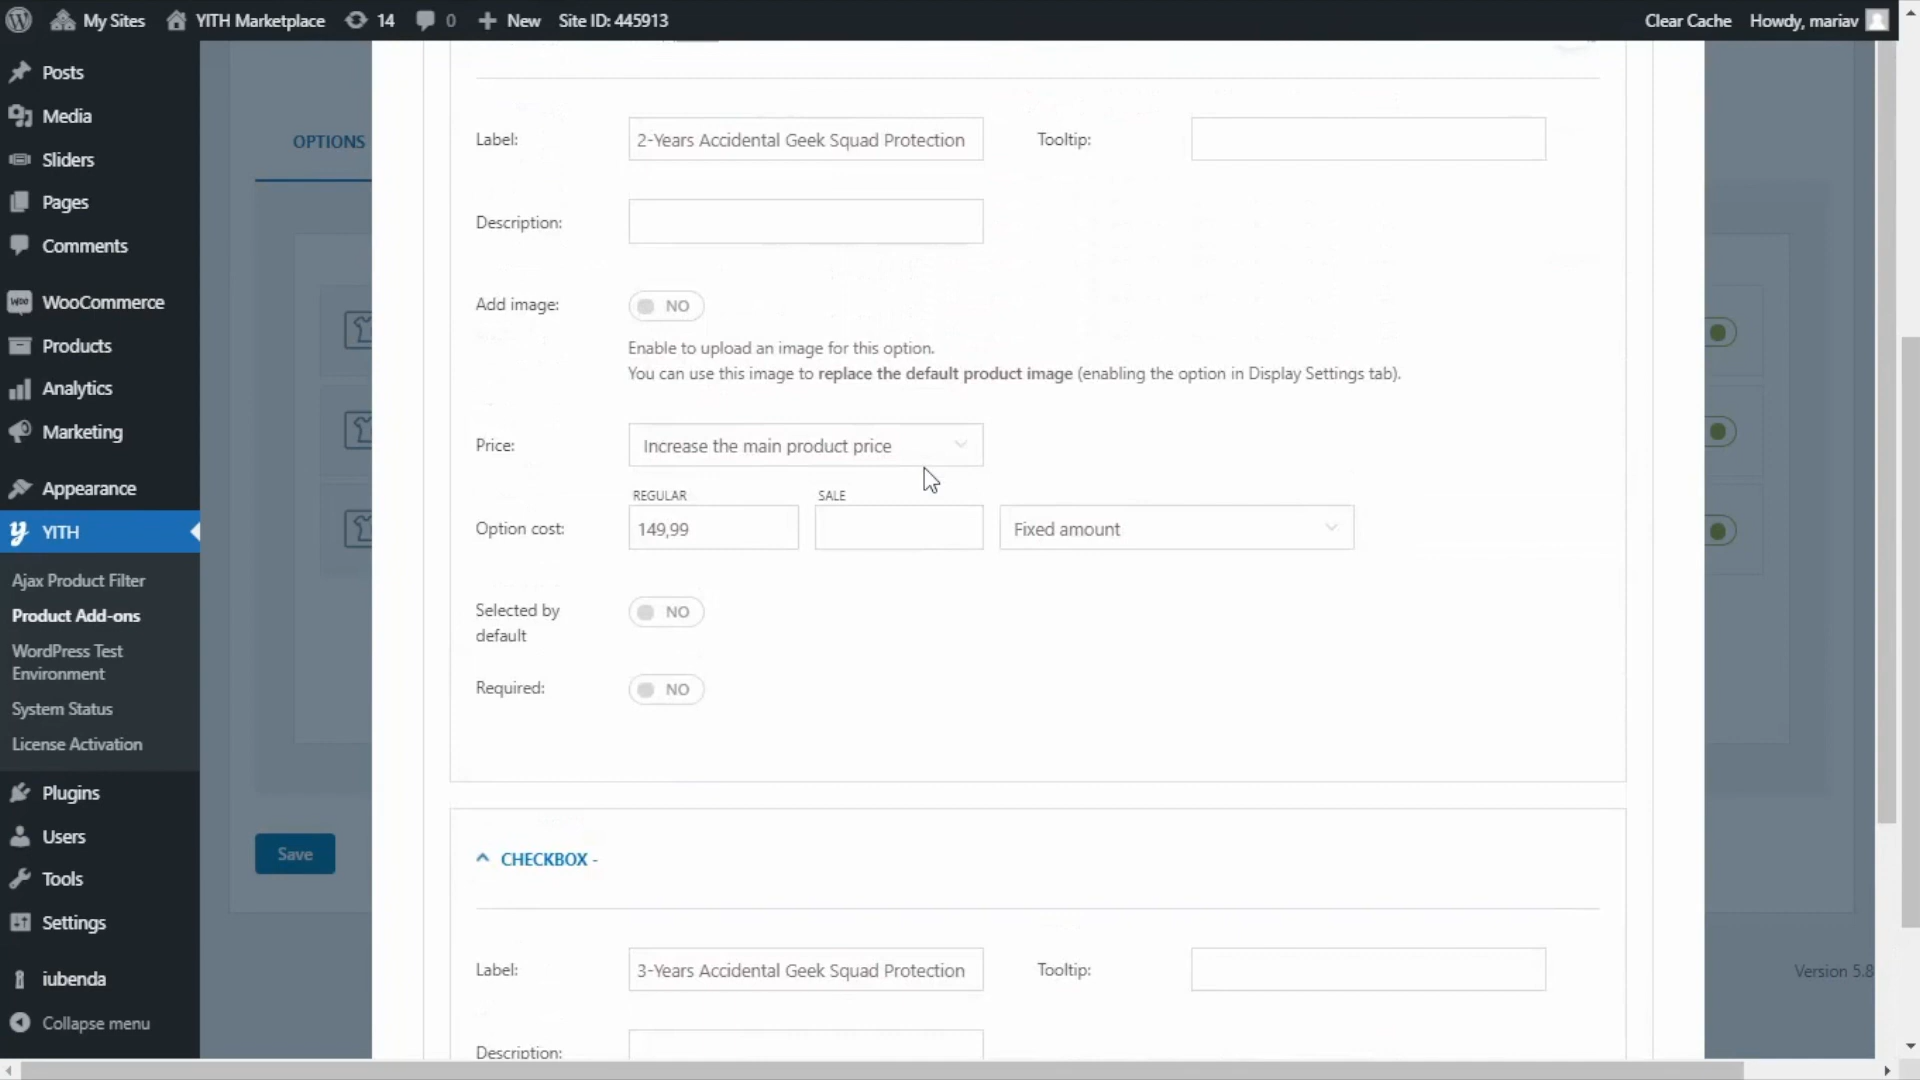 My Sites
YITH Marketplace
14
0
New
Site ID: 445913
Clear Cache
Howdy, mariav
Posts
Media
Sliders
Pages
Comments
WooCommerce
Products
Analytics
Marketing
Appearance
YITH
Ajax Product Filter
Product Add-ons
WordPress Test
Environment
System Status
License Activation
Plugins
Users
Tools
Settings
iubenda
Collapse menu
OPTIONS
Save
Label:
2-Years Accidental Geek Squad Protection
Tooltip:
Description:
Add image:
NO
Enable to upload an image for this option.
You can use this image to replace the default product image (enabling the option in Display Settings tab).
Price:
Increase the main product price
REGULAR
SALE
Option cost:
149,99
Fixed amount
Selected by
default
NO
Required:
NO
CHECKBOX -
Label:
3-Years Accidental Geek Squad Protection
Tooltip:
Description:
Version 5.8